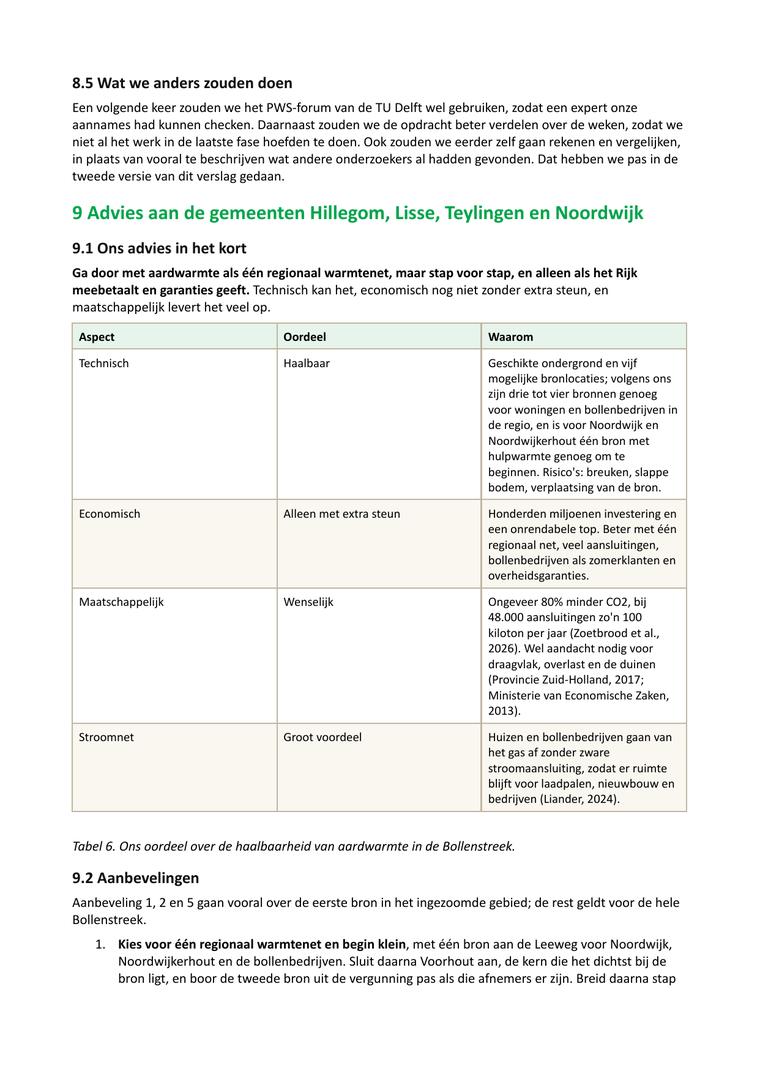 8.5 Wat we anders zouden doen
Een volgende keer zouden we het PWS-forum van de TU Delft wel gebruiken, zodat een expert onze
aannames had kunnen checken. Daarnaast zouden we de opdracht beter verdelen over de weken, zodat we
niet al het werk in de laatste fase hoefden te doen. Ook zouden we eerder zelf gaan rekenen en vergelijken,
in plaats van vooral te beschrijven wat andere onderzoekers al hadden gevonden. Dat hebben we pas in de
tweede versie van dit verslag gedaan.
9 Advies aan de gemeenten Hillegom, Lisse, Teylingen en Noordwijk
9.1 Ons advies in het kort
Ga door met aardwarmte als één regionaal warmtenet, maar stap voor stap, en alleen als het Rijk
meebetaalt en garanties geeft. Technisch kan het, economisch nog niet zonder extra steun, en
maatschappelijk levert het veel op.
Aspect Oordeel Waarom
Technisch Haalbaar Geschikte ondergrond en vijf
mogelijke bronlocaties; volgens ons
zijn drie tot vier bronnen genoeg
voor woningen en bollenbedrijven in
de regio, en is voor Noordwijk en
Noordwijkerhout één bron met
hulpwarmte genoeg om te
beginnen. Risico's: breuken, slappe
bodem, verplaatsing van de bron.
Economisch Alleen met extra steun Honderden miljoenen investering en
een onrendabele top. Beter met één
regionaal net, veel aansluitingen,
bollenbedrijven als zomerklanten en
overheidsgaranties.
Maatschappelijk Wenselijk Ongeveer 80% minder CO2, bij
48.000 aansluitingen zo'n 100
kiloton per jaar (Zoetbrood et al.,
2026). Wel aandacht nodig voor
draagvlak, overlast en de duinen
(Provincie Zuid-Holland, 2017;
Ministerie van Economische Zaken,
2013).
Stroomnet Groot voordeel Huizen en bollenbedrijven gaan van
het gas af zonder zware
stroomaansluiting, zodat er ruimte
blijft voor laadpalen, nieuwbouw en
bedrijven (Liander, 2024).
Tabel 6. Ons oordeel over de haalbaarheid van aardwarmte in de Bollenstreek.
9.2 Aanbevelingen
Aanbeveling 1, 2 en 5 gaan vooral over de eerste bron in het ingezoomde gebied; de rest geldt voor de hele
Bollenstreek.
1. Kies voor één regionaal warmtenet en begin klein, met één bron aan de Leeweg voor Noordwijk,
Noordwijkerhout en de bollenbedrijven. Sluit daarna Voorhout aan, de kern die het dichtst bij de
bron ligt, en boor de tweede bron uit de vergunning pas als die afnemers er zijn. Breid daarna stap